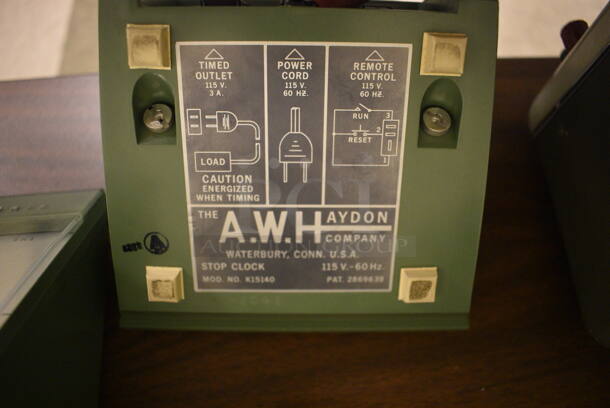 TIMED
OUTLET
115 V.
3 A.
POWER
CORD
115 V.
60 HZ.
REMOTE
CONTROL
115 V.
60 HZ.
LOAD
CAUTION
ENERGIZED
WHEN TIMING
RUN
RESET
3
2
1
THE A.W.HAYDON COMPANY
WATERBURY, CONN. U.S.A.
STOP CLOCK 115 V.-60 Hz.
MOD. NO. K15140 PAT. 2869639